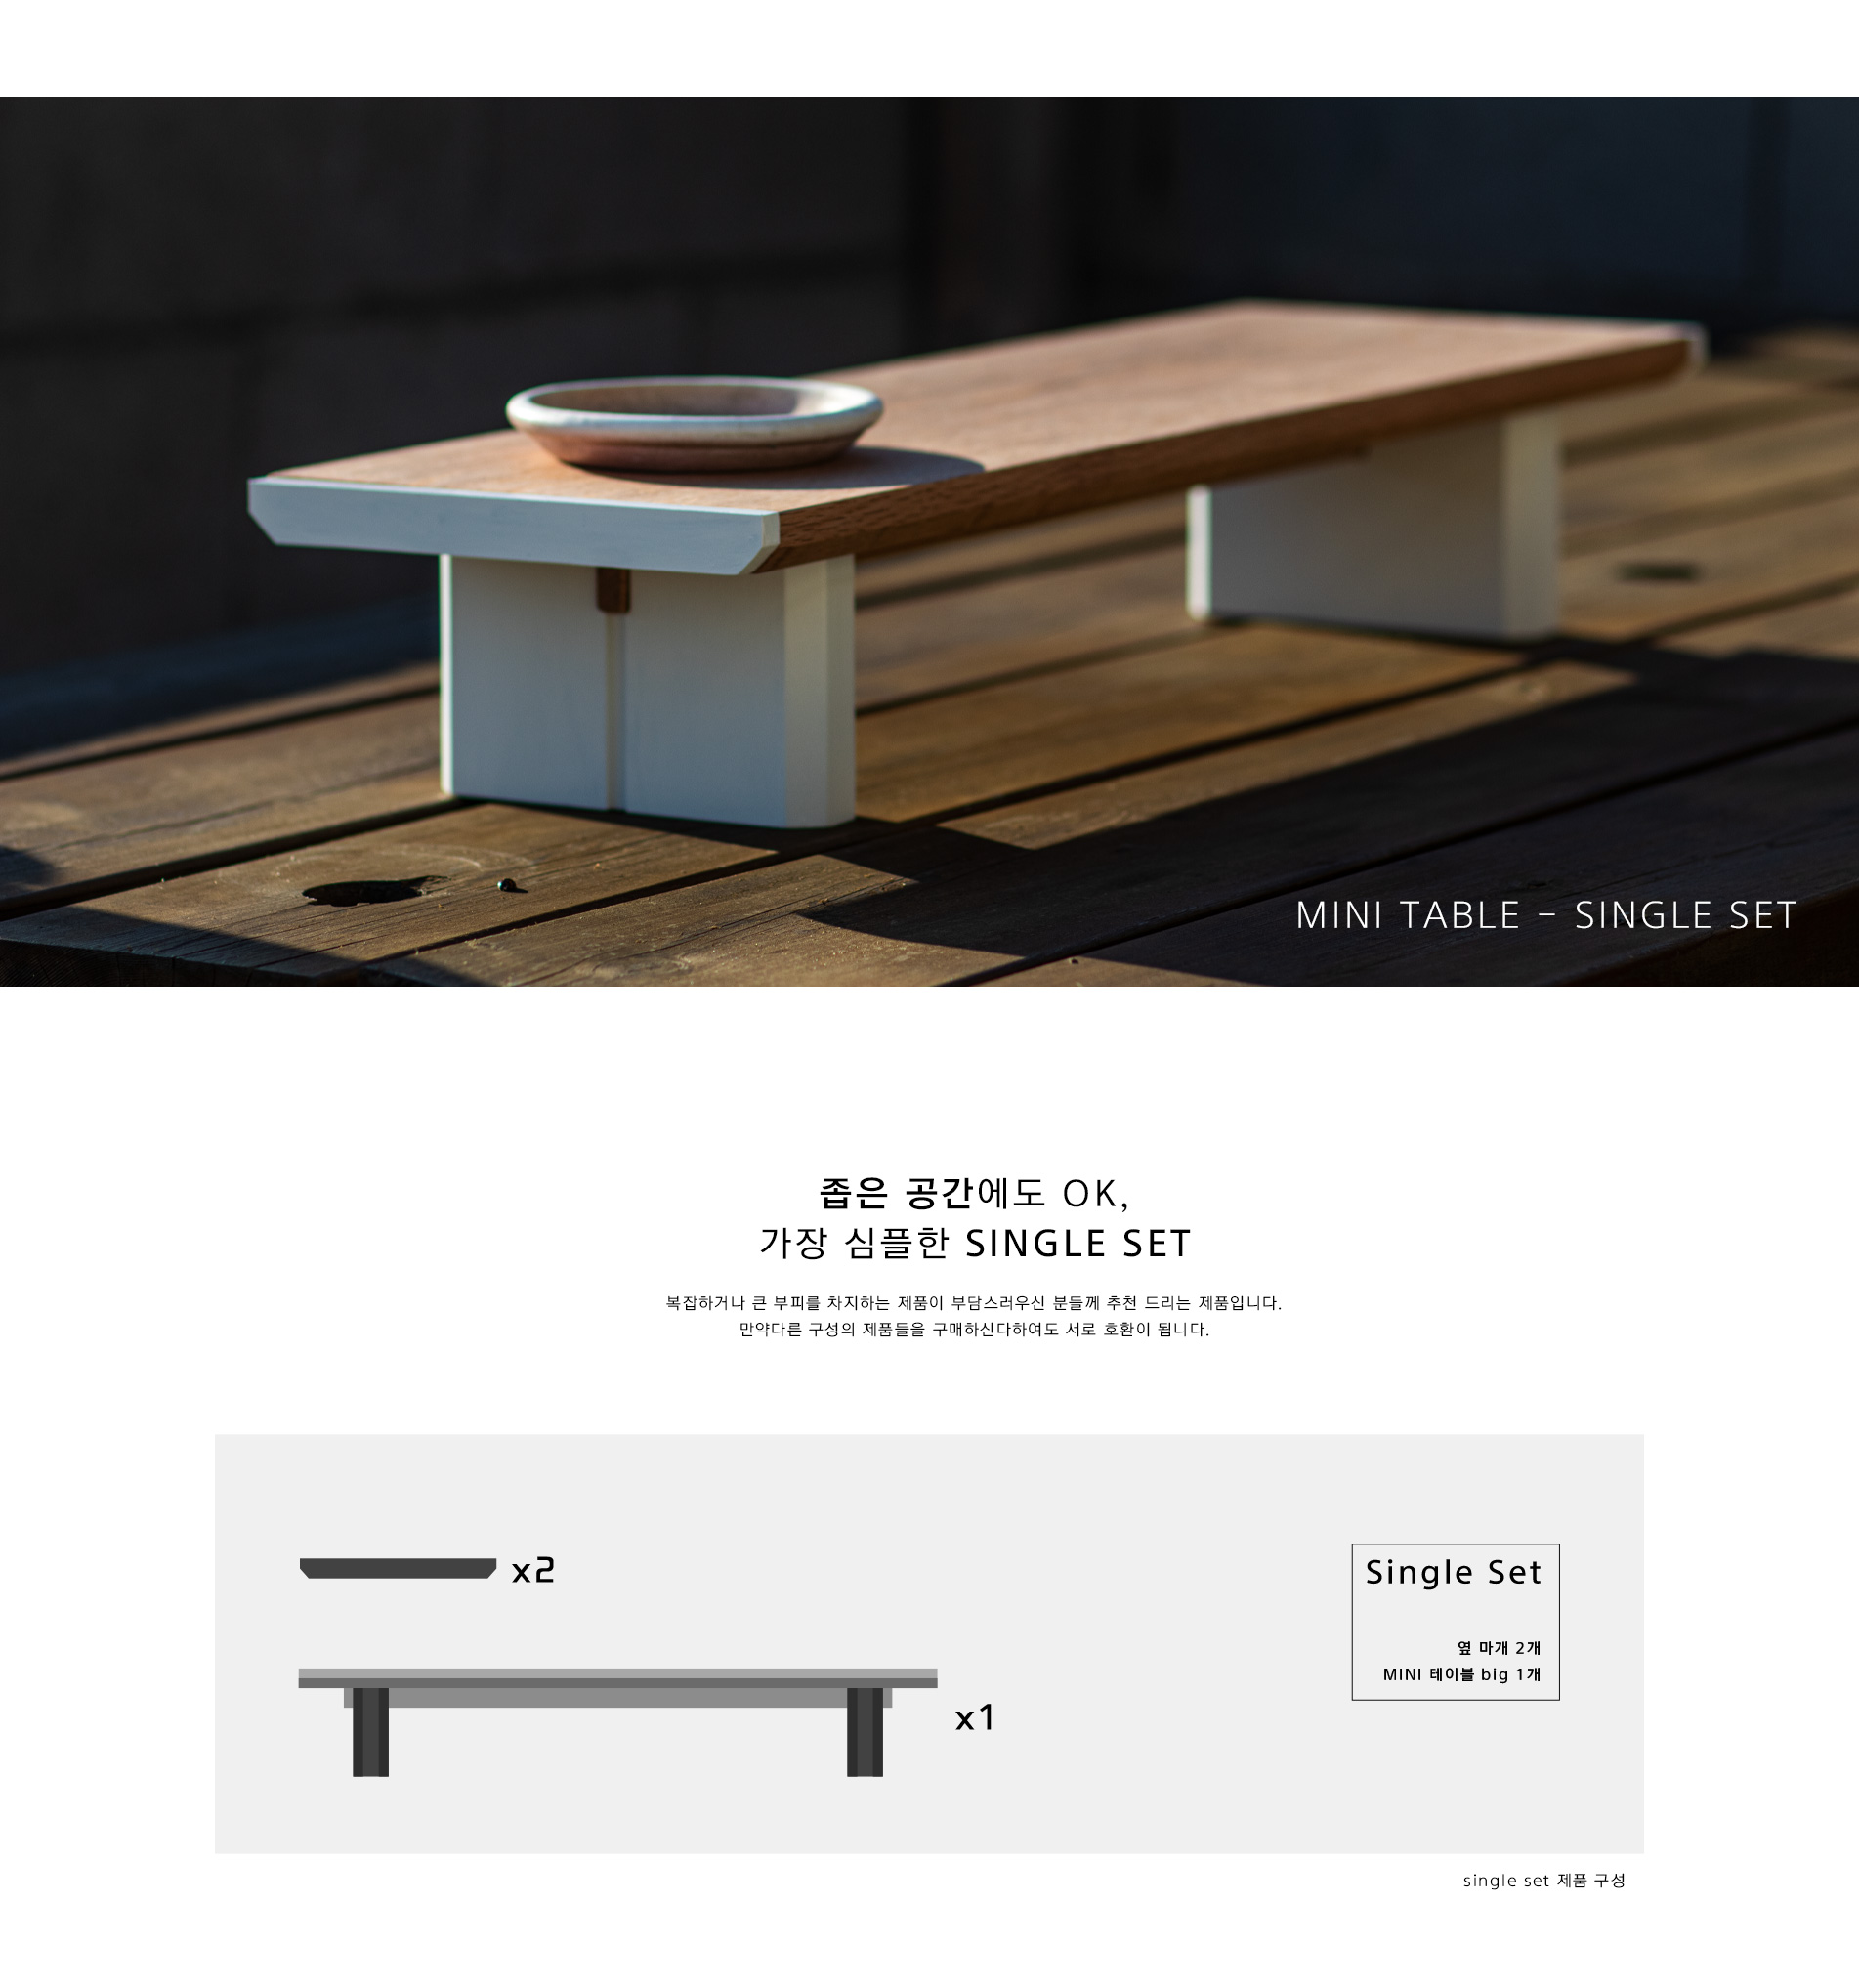 MINI TABLE - SINGLE SET
좁은 공간에도 OK,
가장 심플한 SINGLE SET
복잡하거나 큰 부피를 차지하는 제품이 부담스러우신 분들께 추천 드리는 제품입니다.
만약다른 구성의 제품들을 구매하신다하여도 서로 호환이 됩니다.
x2
x1
Single Set
옆 마개 2개
MINI 테이블 big 1개
single set 제품 구성